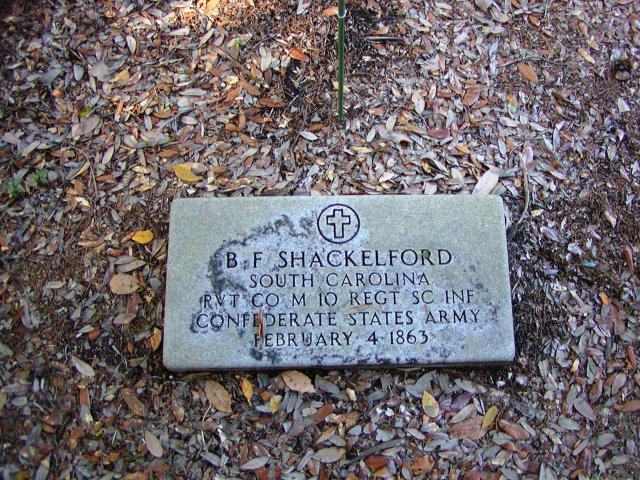 B F SHACKELFORD
SOUTH CAROLINA
PVT CO M 10 REGT SC INF
CONFEDERATE STATES ARMY
FEBRUARY 4 1863